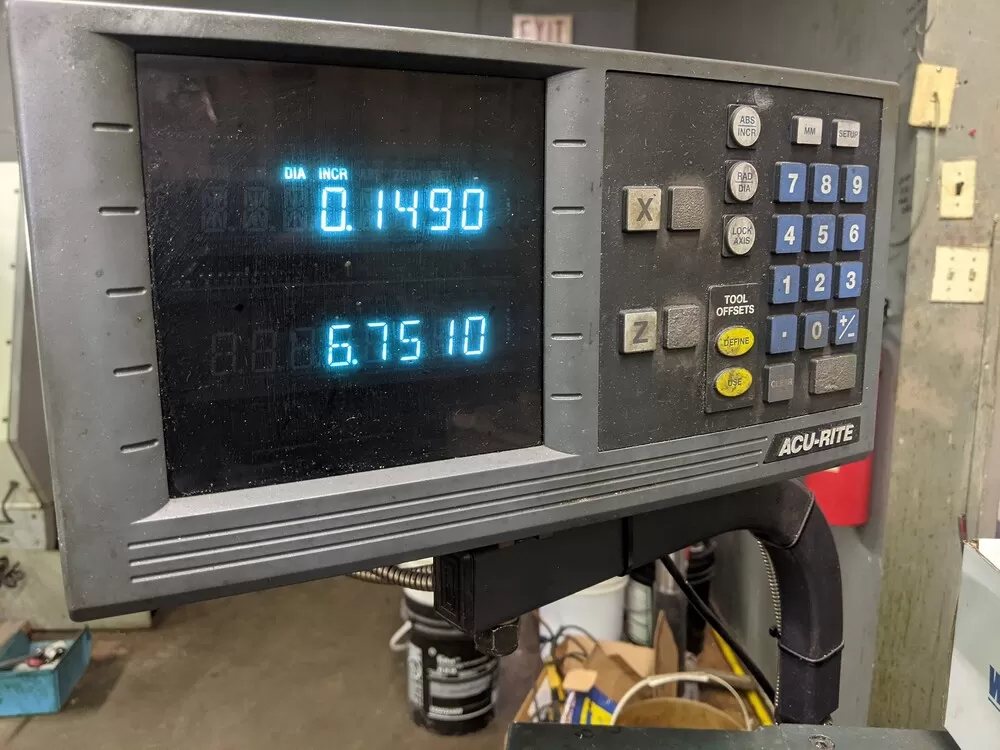 EXIT
DIA INCR
0.1490
6.7510
ABS
INCR
MM
SETUP
RAD
DIA
7 8 9
X
LOCK
AXIS
4 5 6
1 2 3
TOOL
OFFSETS
Z
DEFINE
. 0 +/-
USE
CLEAR
ACU-RITE
W